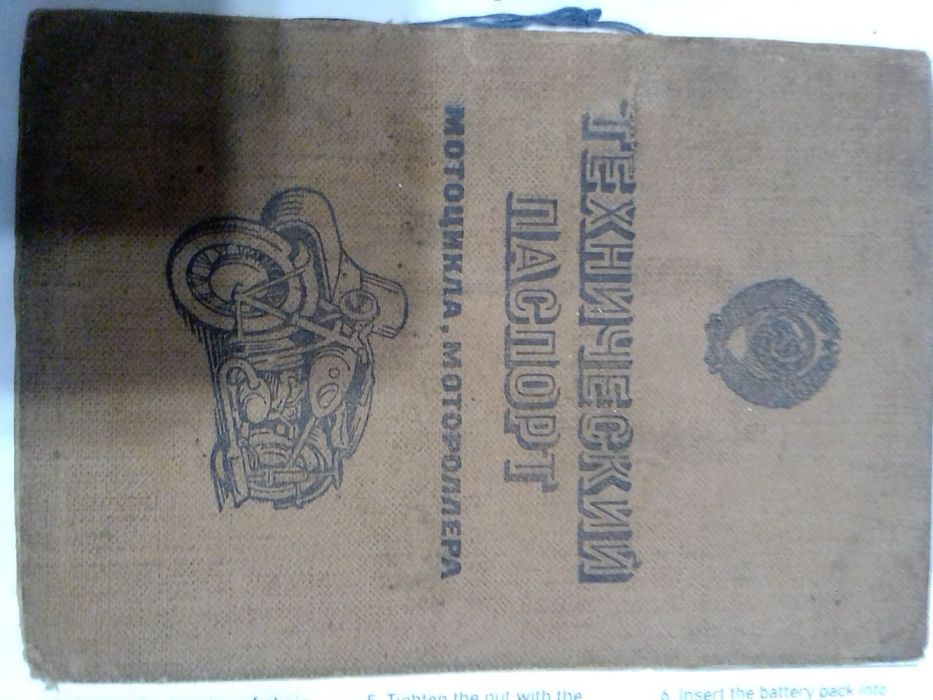 ТЕХНИЧЕСКИЙ
ПАСПОРТ
МОТОЦИКЛА, МОТОРОЛЛЕРА
5. Tighten the nut with the
6. Insert the battery pack into